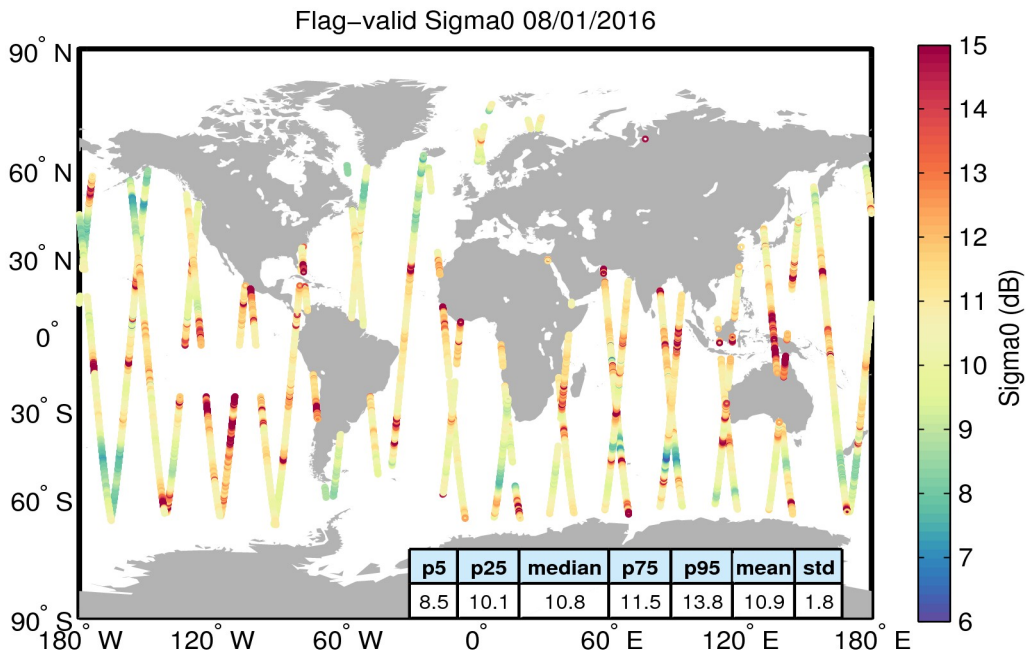 Flag−valid Sigma0 08/01/2016
90° N
60° N
30° N
0°
30° S
60° S
90° S
180° W
120° W
60° W
0°
60° E
120° E
180° E
p5 p25 median p75 p95 mean std
8.5 10.1 10.8 11.5 13.8 10.9 1.8
15
14
13
12
11
10
9
8
7
6
Sigma0 (dB)